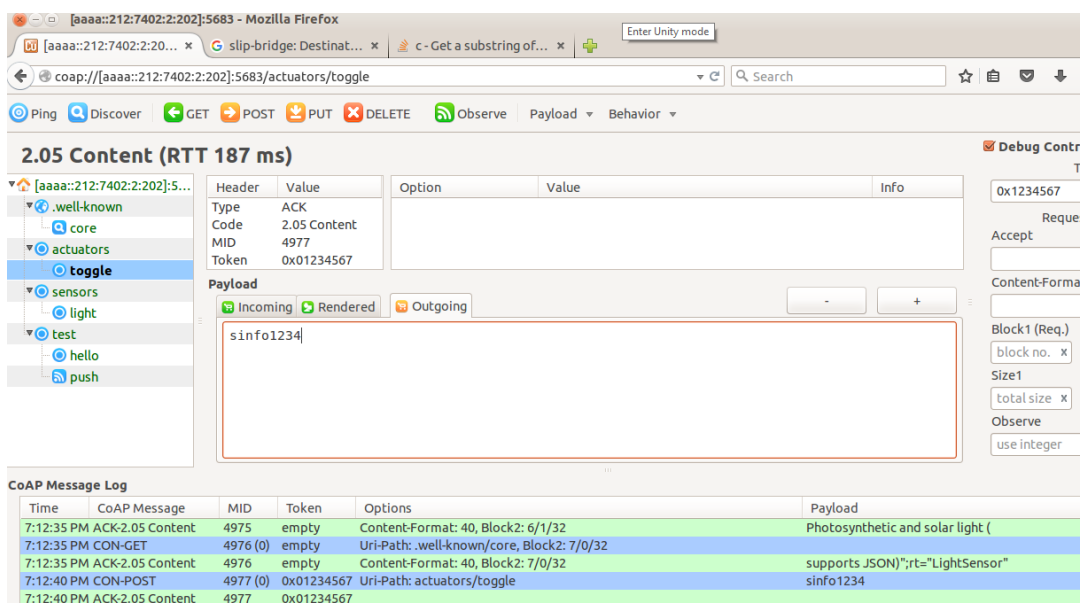 [aaaa::212:7402:2:202]:5683 - Mozilla Firefox
Enter Unity mode
[aaaa::212:7402:2:20... × slip-bridge: Destinat... × c - Get a substring of... ×
coap://[aaaa::212:7402:2:202]:5683/actuators/toggle Search
Ping Discover GET POST PUT DELETE Observe Payload Behavior
2.05 Content (RTT 187 ms)
Debug Contr
[aaaa::212:7402:2:202]:5...
.well-known
core
actuators
toggle
sensors
light
test
hello
push
Header Value
Type ACK
Code 2.05 Content
MID 4977
Token 0x01234567
Option Value Info
Payload
Incoming Rendered Outgoing - +
sinfo1234
T
0x1234567
Reque
Accept
Content-Forma
Block1 (Req.)
block no. x
Size1
total size x
Observe
use integer
CoAP Message Log
Time CoAP Message MID Token Options Payload
7:12:35 PM ACK-2.05 Content 4975 empty Content-Format: 40, Block2: 6/1/32 Photosynthetic and solar light (
7:12:35 PM CON-GET 4976 (0) empty Uri-Path: .well-known/core, Block2: 7/0/32
7:12:35 PM ACK-2.05 Content 4976 empty Content-Format: 40, Block2: 7/0/32 supports JSON)";rt="LightSensor"
7:12:40 PM CON-POST 4977 (0) 0x01234567 Uri-Path: actuators/toggle sinfo1234
7:12:40 PM ACK-2.05 Content 4977 0x01234567